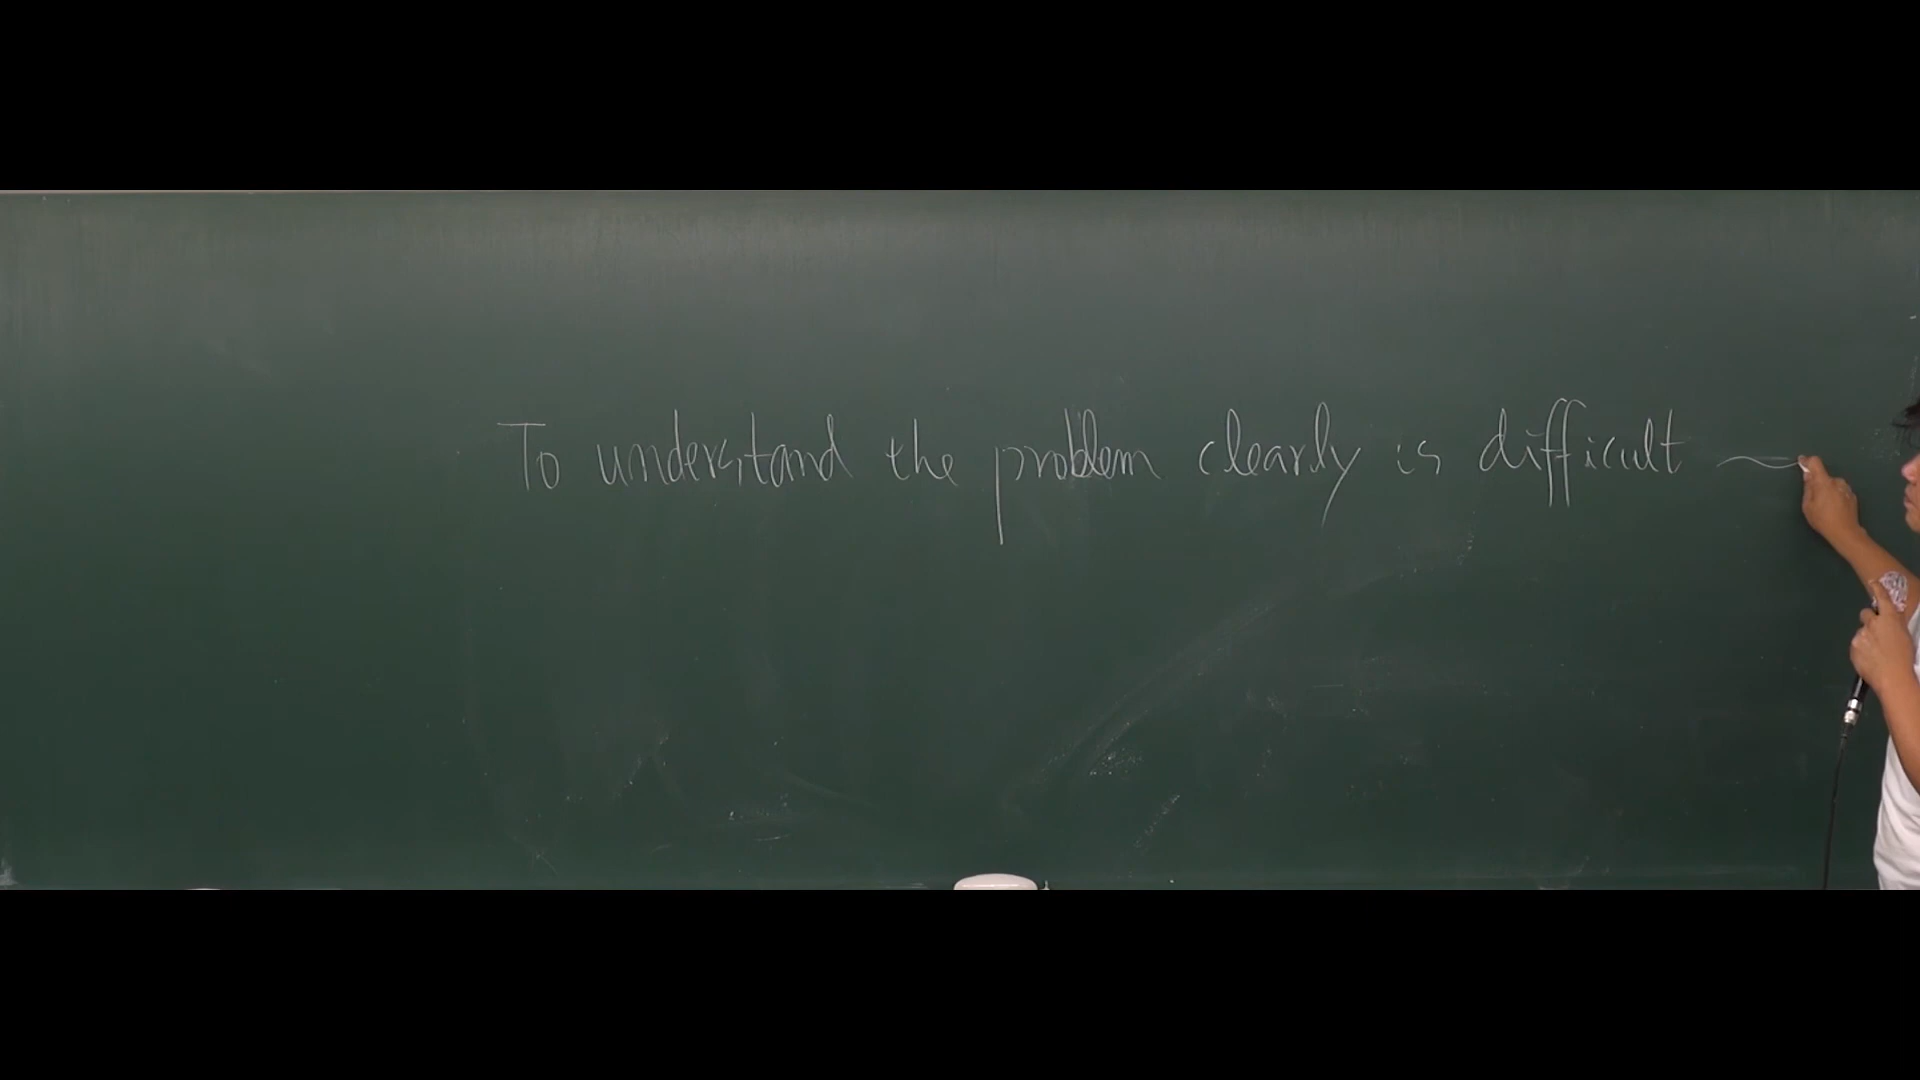 To understand the problem clearly is difficult ~